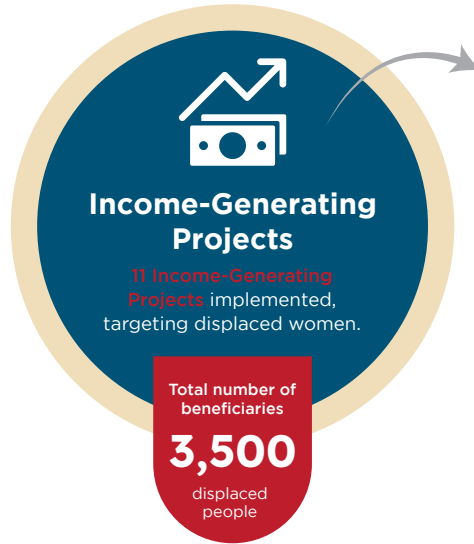 Income-Generating
Projects
11 Income-Generating
Projects implemented,
targeting displaced women.
Total number of
beneficiaries
3,500
displaced
people